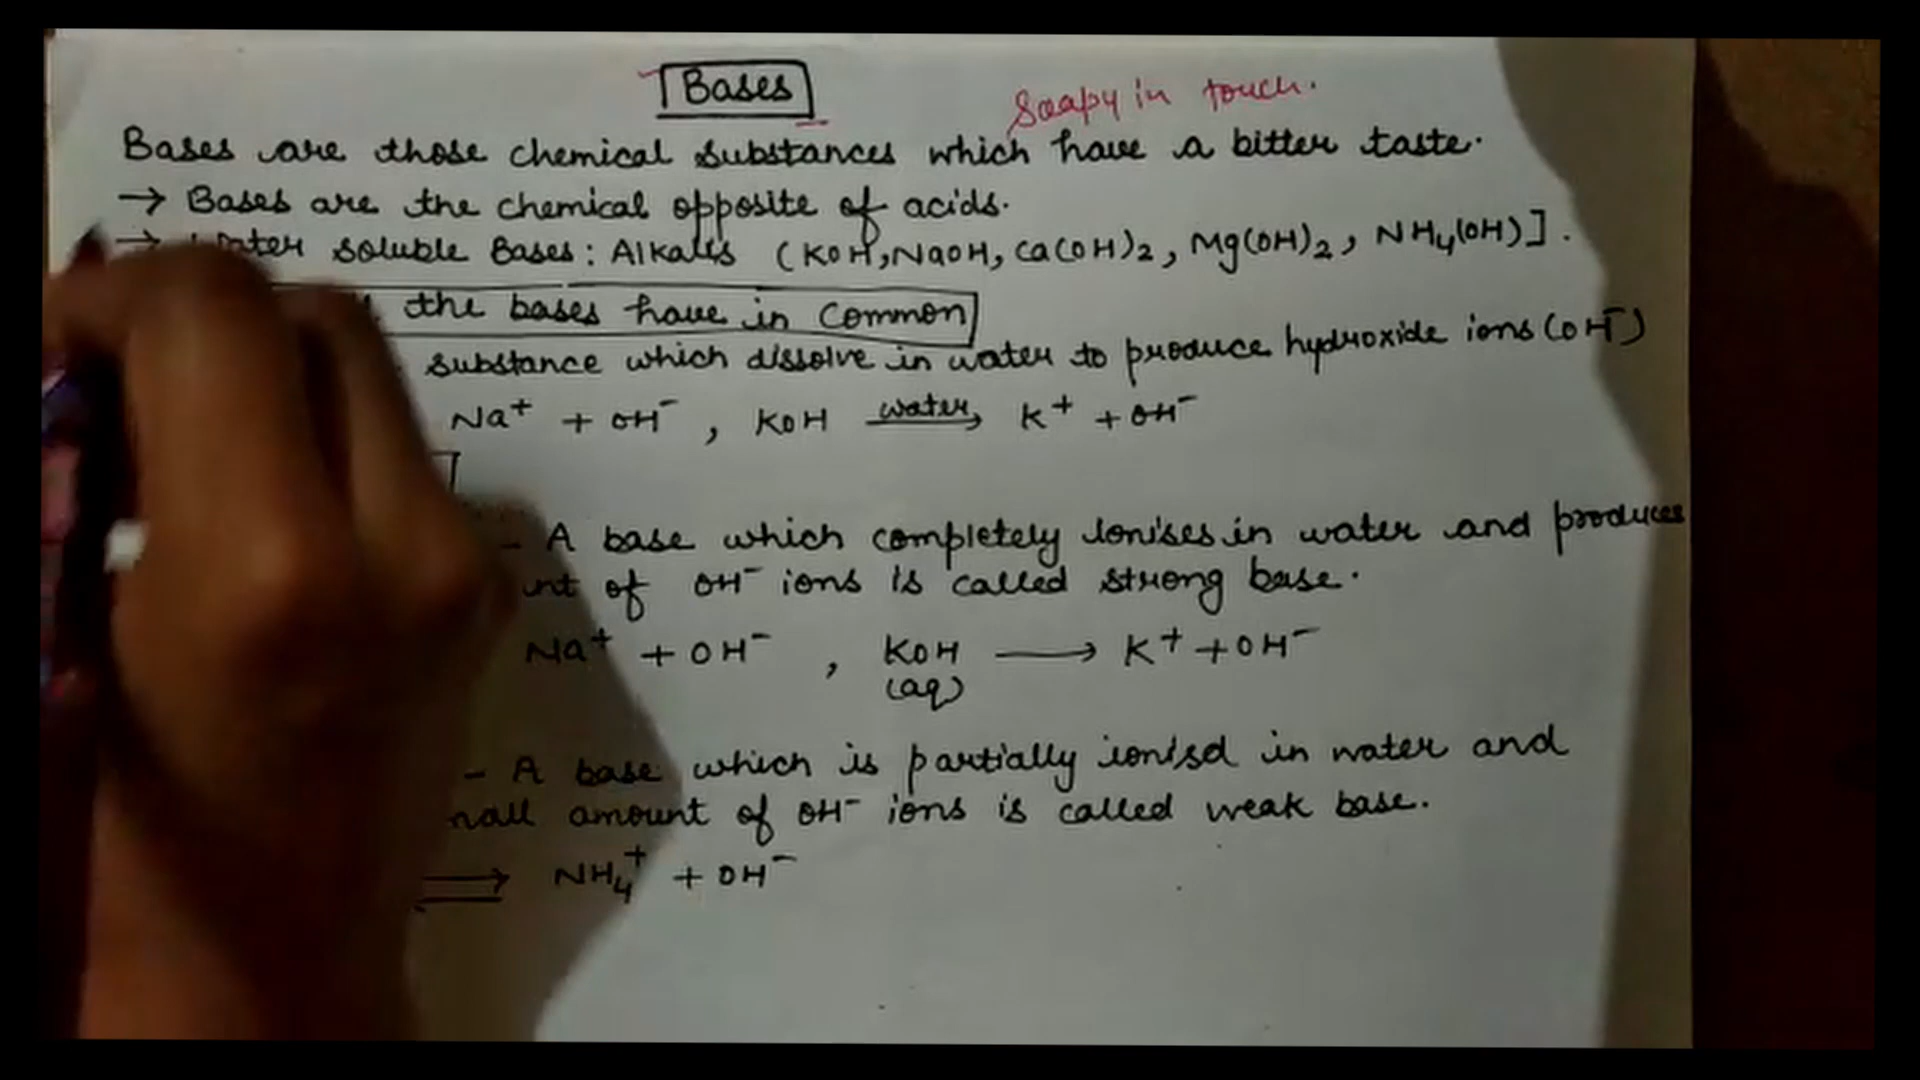 Bases
Soapy in touch.
Bases are those chemical substances which have a bitter taste.
→ Bases are the chemical opposite of acids.
→ Water soluble Bases: Alkalis (KOH, NaOH, Ca(OH)2, Mg(OH)2, NH4(OH)].
the bases have in common
substance which dissolve in water to produce hydroxide ions (OH⁻)
Na⁺ + OH⁻, KOH water→ K⁺ + OH⁻
- A base which completely ionises in water and produces
of OH⁻ ions is called strong base.
Na⁺ + OH⁻, KOH → K⁺ + OH⁻
(aq)
- A base which is partially ionisd in water and
amount of OH⁻ ions is called weak base.
NH4⁺ + OH⁻